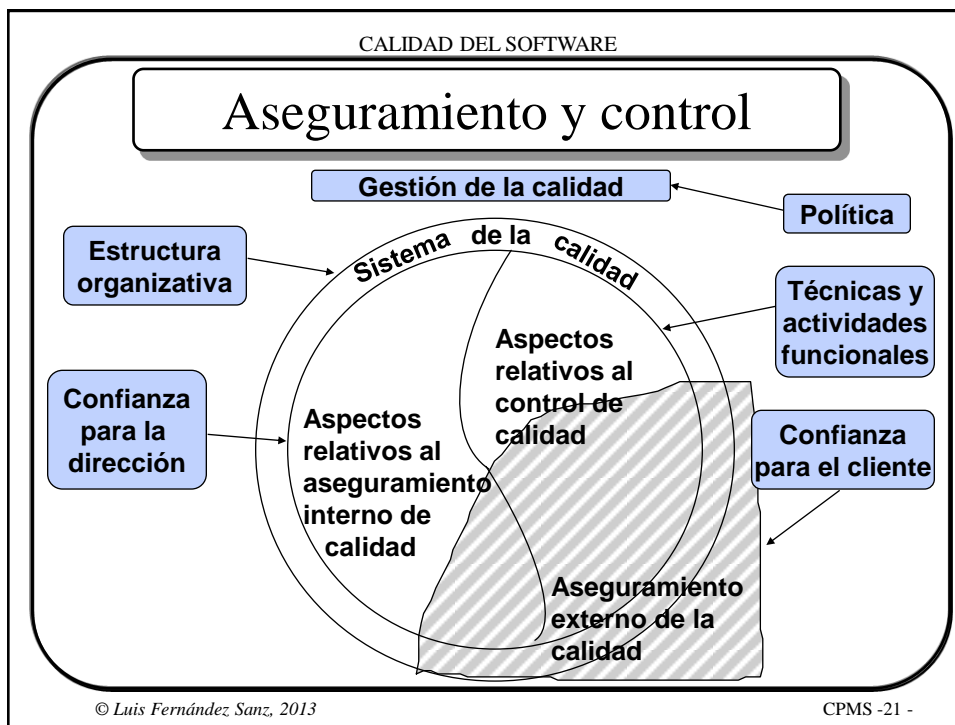 CALIDAD DEL SOFTWARE
Aseguramiento y control
Gestión de la calidad
Política
Estructura
organizativa
Sistema de la calidad
Técnicas y
actividades
funcionales
Aspectos
relativos al
control de
calidad
Confianza
para la
dirección
Aspectos
relativos al
aseguramiento
interno de
calidad
Confianza
para el cliente
Aseguramiento
externo de la
calidad
© Luis Fernández Sanz, 2013
CPMS -21 -